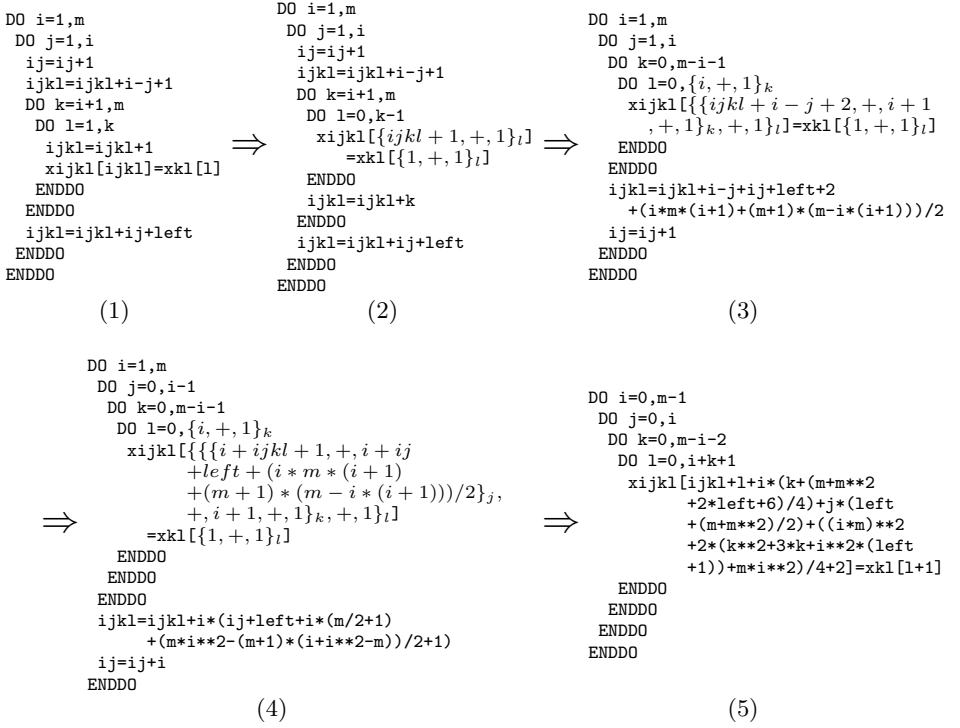 DO i=1,m
DO j=1,i
ij=ij+1
ijkl=ijkl+i-j+1
DO k=i+1,m
DO l=1,k
ijkl=ijkl+1
xijkl[ijkl]=xkl[l]
ENDDO
ENDDO
ijkl=ijkl+ij+left
ENDDO
ENDDO
(1)
⇒
DO i=1,m
DO j=1,i
ij=ij+1
ijkl=ijkl+i-j+1
DO k=i+1,m
DO l=0,k-1
xijkl[{ijkl + 1, +, 1}_l]
=xkl[{1, +, 1}_l]
ENDDO
ijkl=ijkl+k
ENDDO
ijkl=ijkl+ij+left
ENDDO
ENDDO
(2)
⇒
DO i=1,m
DO j=1,i
DO k=0,m-i-1
DO l=0,{i, +, 1}_k
xijkl[{{ijkl + i − j + 2, +, i + 1
, +, 1}_k, +, 1}_l]=xkl[{1, +, 1}_l]
ENDDO
ENDDO
ijkl=ijkl+i-j+ij+left+2
+(i*m*(i+1)+(m+1)*(m-i*(i+1)))/2
ij=ij+1
ENDDO
ENDDO
(3)
⇒
DO i=1,m
DO j=0,i-1
DO k=0,m-i-1
DO l=0,{i, +, 1}_k
xijkl[{{{i + ijkl + 1, +, i + ij
+left + (i ∗ m ∗ (i + 1)
+(m + 1) ∗ (m − i ∗ (i + 1)))/2}_j,
+, i + 1, +, 1}_k, +, 1}_l]
=xkl[{1, +, 1}_l]
ENDDO
ENDDO
ENDDO
ijkl=ijkl+i*(ij+left+i*(m/2+1)
+(m*i**2-(m+1)*(i+i**2-m))/2+1)
ij=ij+i
ENDDO
(4)
⇒
DO i=0,m-1
DO j=0,i
DO k=0,m-i-2
DO l=0,i+k+1
xijkl[ijkl+l+i*(k+(m+m**2
+2*left+6)/4)+j*(left
+(m+m**2)/2)+((i*m)**2
+2*(k**2+3*k+i**2*(left
+1))+m*i**2)/4+2]=xkl[l+1]
ENDDO
ENDDO
ENDDO
ENDDO
(5)